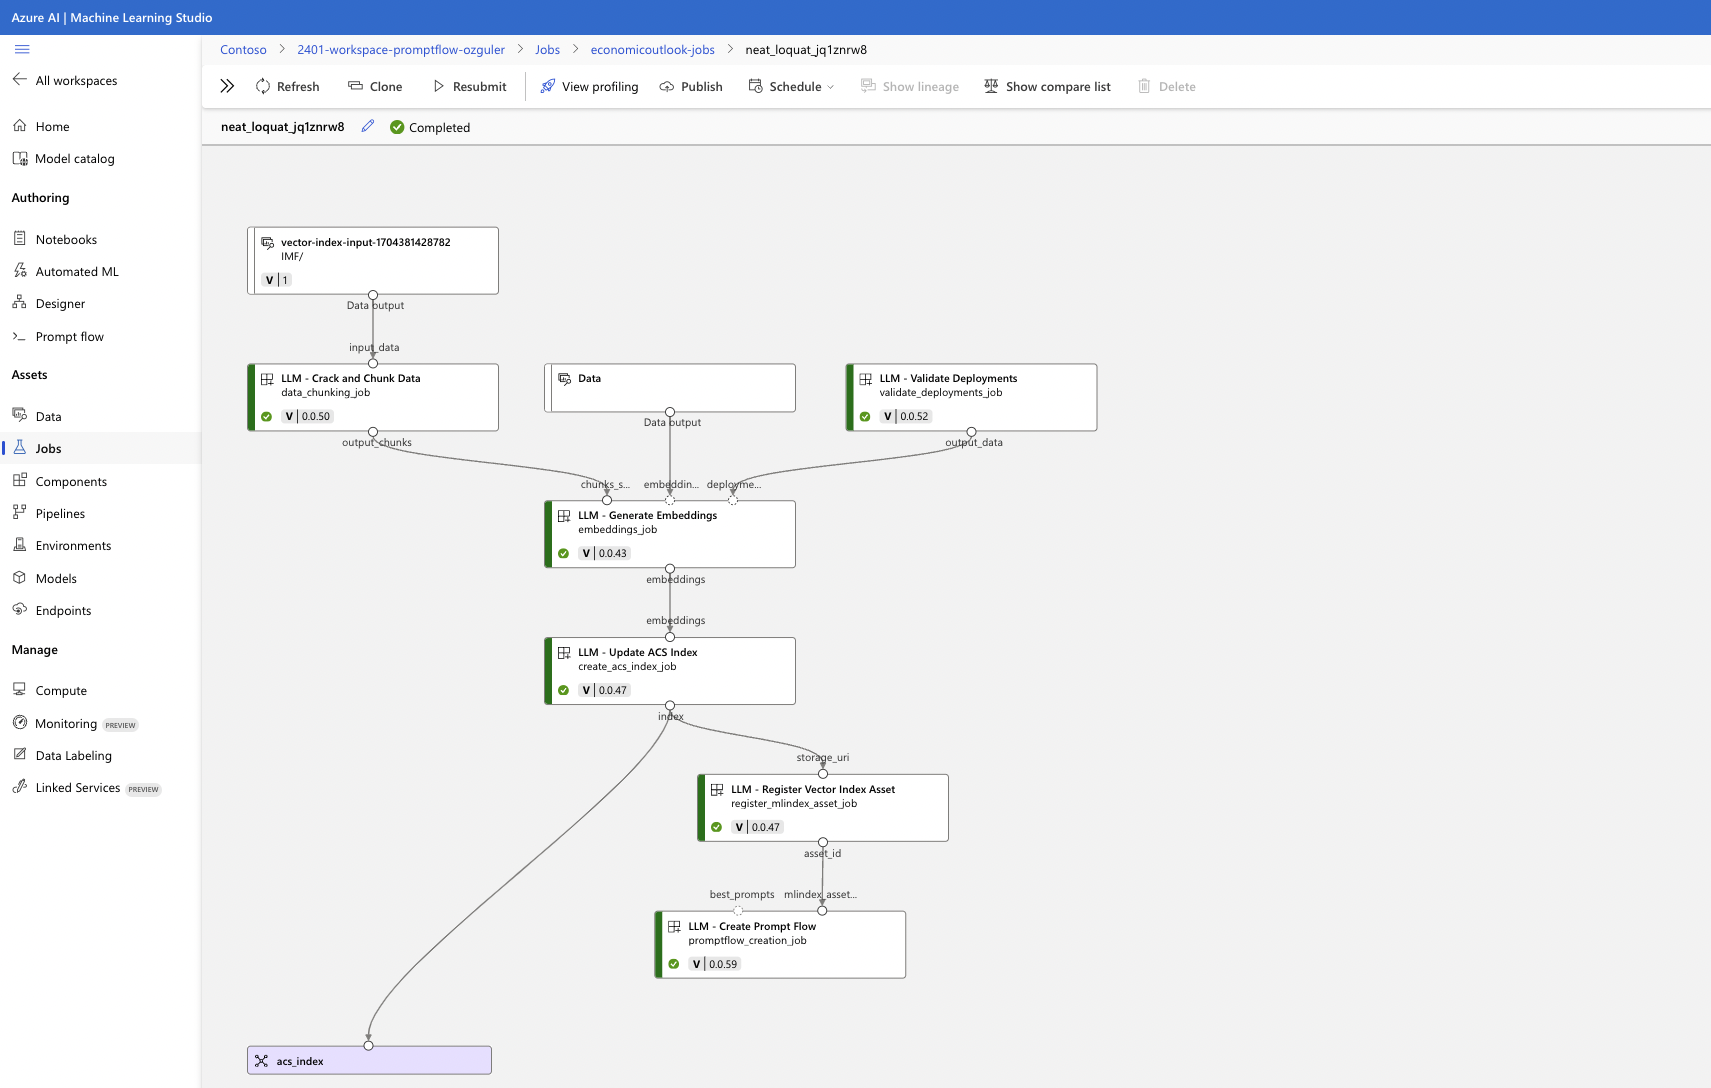 Azure AI | Machine Learning Studio
All workspaces
Home
Model catalog
Authoring
Notebooks
Automated ML
Designer
Prompt flow
Assets
Data
Jobs
Components
Pipelines
Environments
Models
Endpoints
Manage
Compute
Monitoring PREVIEW
Data Labeling
Linked Services PREVIEW
Contoso > 2401-workspace-promptflow-ozguler > Jobs > economicoutlook-jobs > neat_loquat_jq1znrw8
Refresh Clone Resubmit View profiling Publish Schedule Show lineage Show compare list Delete
neat_loquat_jq1znrw8 Completed
vector-index-input-1704381428782
IMF/
V | 1
Data output
input_data
LLM - Crack and Chunk Data
data_chunking_job
V | 0.0.50
output_chunks
Data
Data output
LLM - Validate Deployments
validate_deployments_job
V | 0.0.52
output_data
chunks_s... embeddin... deployme...
LLM - Generate Embeddings
embeddings_job
V | 0.0.43
embeddings
embeddings
LLM - Update ACS Index
create_acs_index_job
V | 0.0.47
index
storage_uri
LLM - Register Vector Index Asset
register_mlindex_asset_job
V | 0.0.47
asset_id
best_prompts mlindex_asset...
LLM - Create Prompt Flow
promptflow_creation_job
V | 0.0.59
acs_index